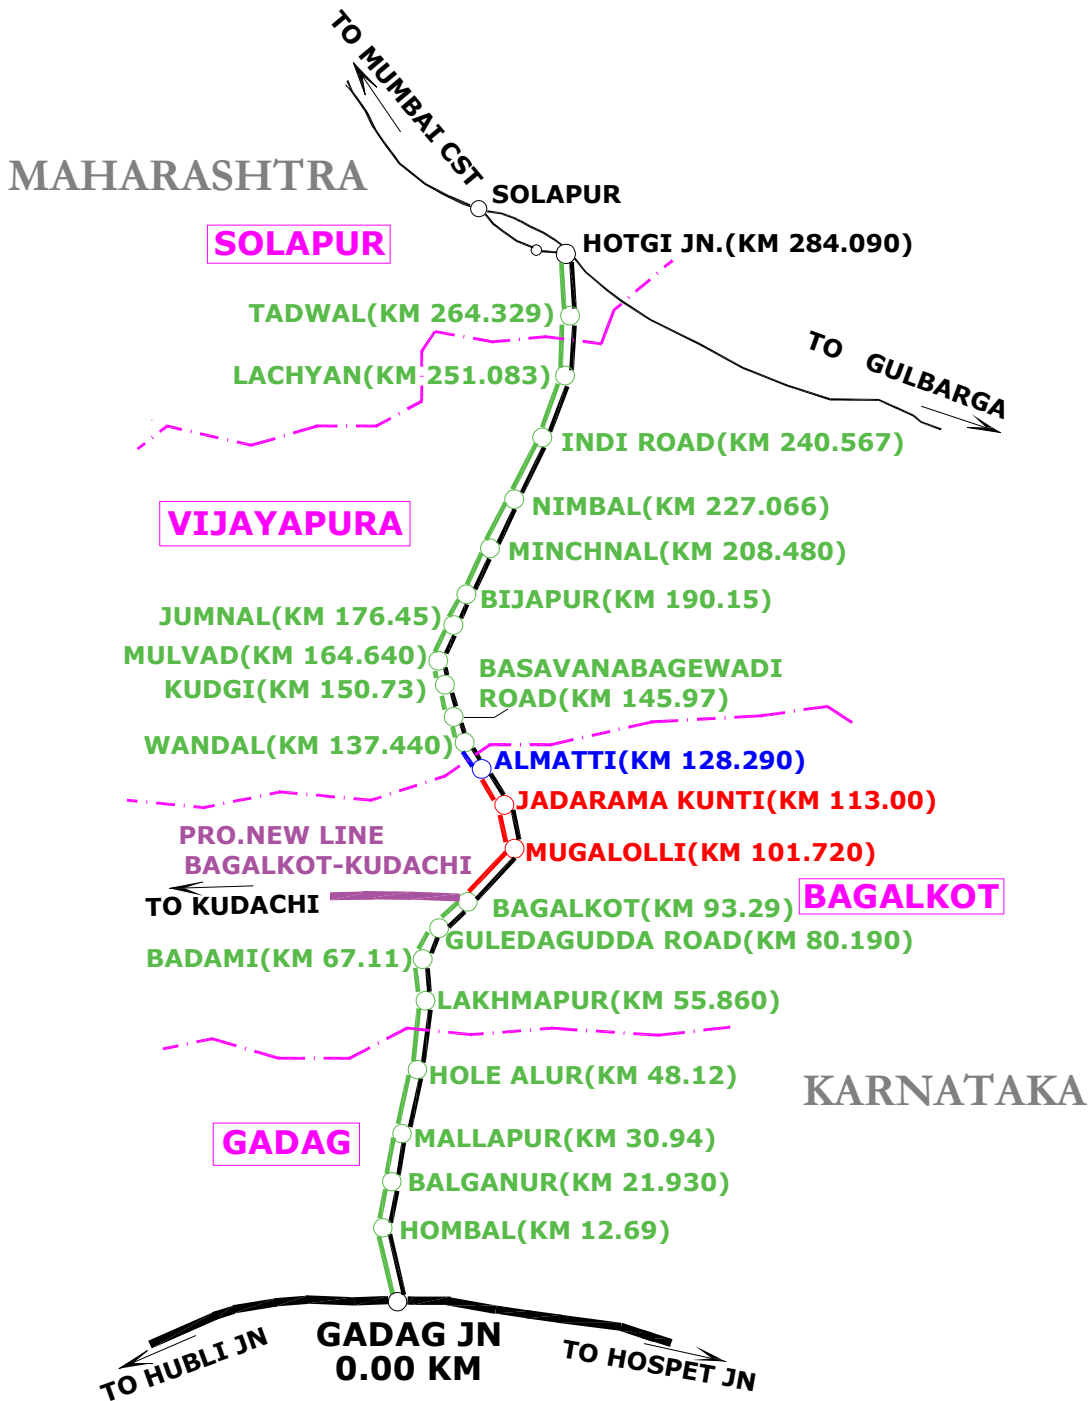 TO MUMBAI CST
MAHARASHTRA
SOLAPUR
SOLAPUR
HOTGI JN.(KM 284.090)
TADWAL(KM 264.329)
TO GULBARGA
LACHYAN(KM 251.083)
INDI ROAD(KM 240.567)
NIMBAL(KM 227.066)
VIJAYAPURA
MINCHNAL(KM 208.480)
BIJAPUR(KM 190.15)
JUMNAL(KM 176.45)
MULVAD(KM 164.640)
BASAVANABAGEWADI
ROAD(KM 145.97)
KUDGI(KM 150.73)
WANDAL(KM 137.440)
ALMATTI(KM 128.290)
JADARAMA KUNTI(KM 113.00)
PRO.NEW LINE
BAGALKOT-KUDACHI
MUGALOLLI(KM 101.720)
TO KUDACHI
BAGALKOT(KM 93.29)
BAGALKOT
GULEDAGUDDA ROAD(KM 80.190)
BADAMI(KM 67.11)
LAKHMAPUR(KM 55.860)
HOLE ALUR(KM 48.12)
KARNATAKA
MALLAPUR(KM 30.94)
GADAG
BALGANUR(KM 21.930)
HOMBAL(KM 12.69)
GADAG JN
0.00 KM
TO HUBLI JN
TO HOSPET JN